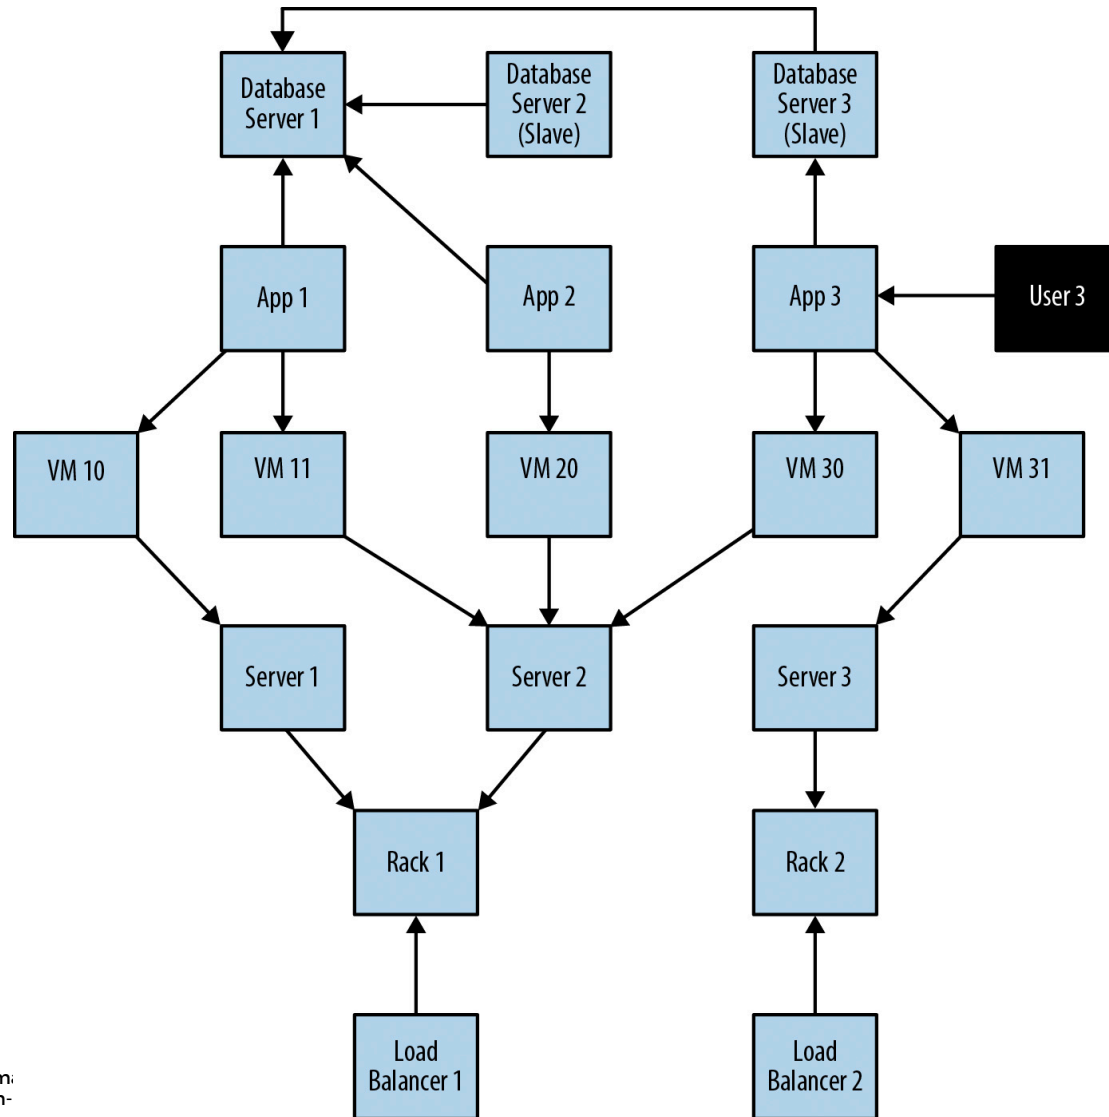 Database
Server 1
Database
Server 2
(Slave)
Database
Server 3
(Slave)
App 1
App 2
App 3
User 3
VM 10
VM 11
VM 20
VM 30
VM 31
Server 1
Server 2
Server 3
Rack 1
Rack 2
Load
Balancer 1
Load
Balancer 2